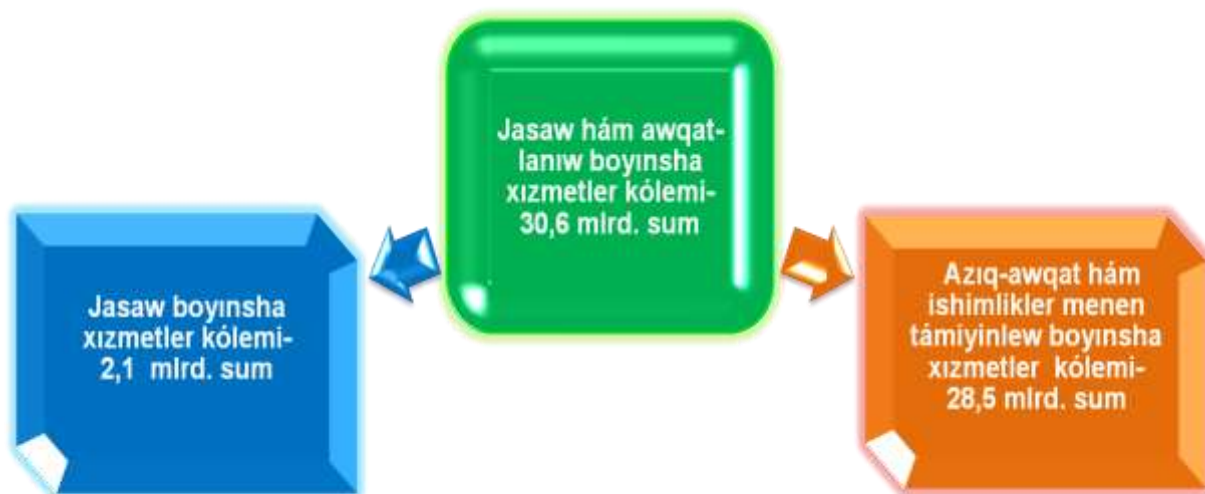 Jasaw hám awqat-
lanıw boyınsha
xızmetler kólemi-
30,6 mlrd. sum
Jasaw boyınsha
xızmetler kólemi-
2,1 mlrd. sum
Azıq-awqat hám
ishimlikler menen
támiyinlew boyınsha
xızmetler kólemi-
28,5 mlrd. sum